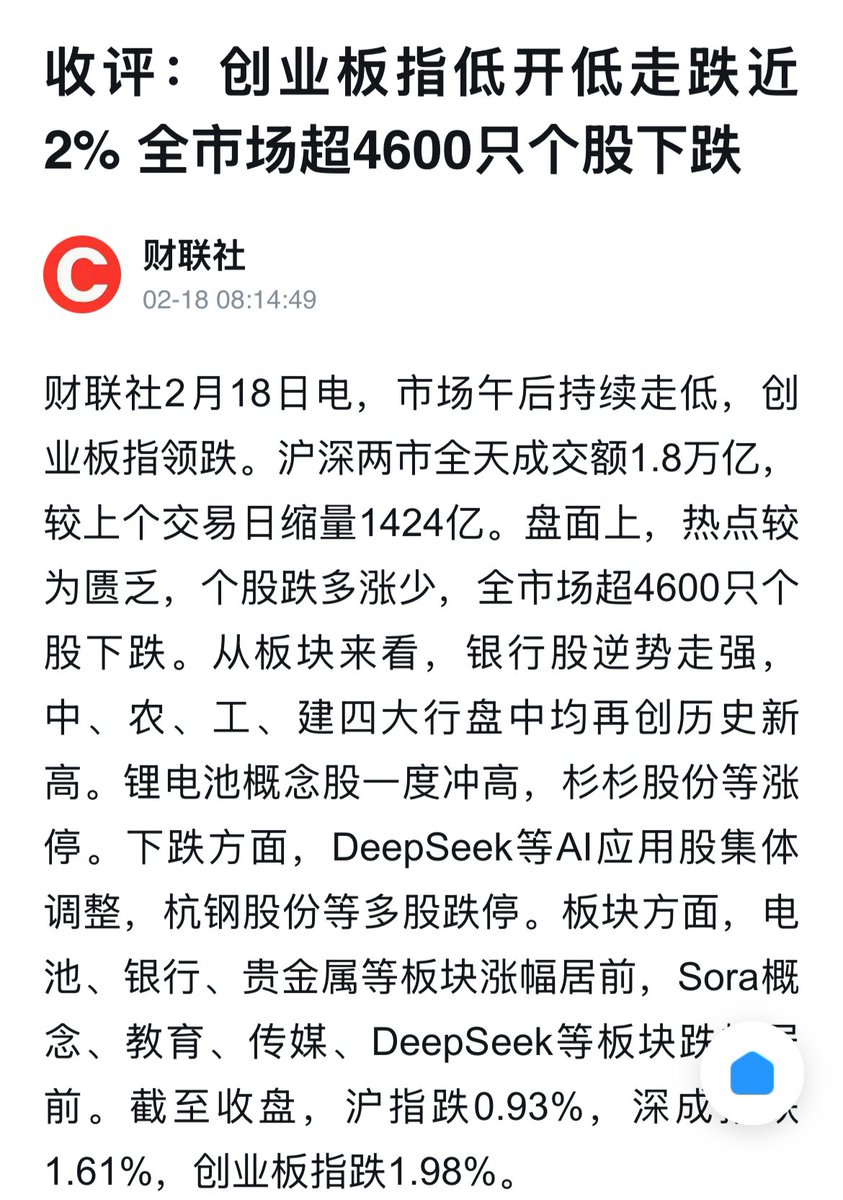 收评：创业板指低开低走跌近
2% 全市场超4600只个股下跌
财联社
02-18 08:14:49
财联社2月18日电，市场午后持续走低，创
业板指领跌。沪深两市全天成交额1.8万亿，
较上个交易日缩量1424亿。盘面上，热点较
为匮乏，个股跌多涨少，全市场超4600只个
股下跌。从板块来看，银行股逆势走强，
中、农、工、建四大行盘中均再创历史新
高。锂电池概念股一度冲高，杉杉股份等涨
停。下跌方面，DeepSeek等AI应用股集体
调整，杭钢股份等多股跌停。板块方面，电
池、银行、贵金属等板块涨幅居前，Sora概
念、教育、传媒、DeepSeek等板块跌
前。截至收盘，沪指跌0.93%，深成
1.61%，创业板指跌1.98%。